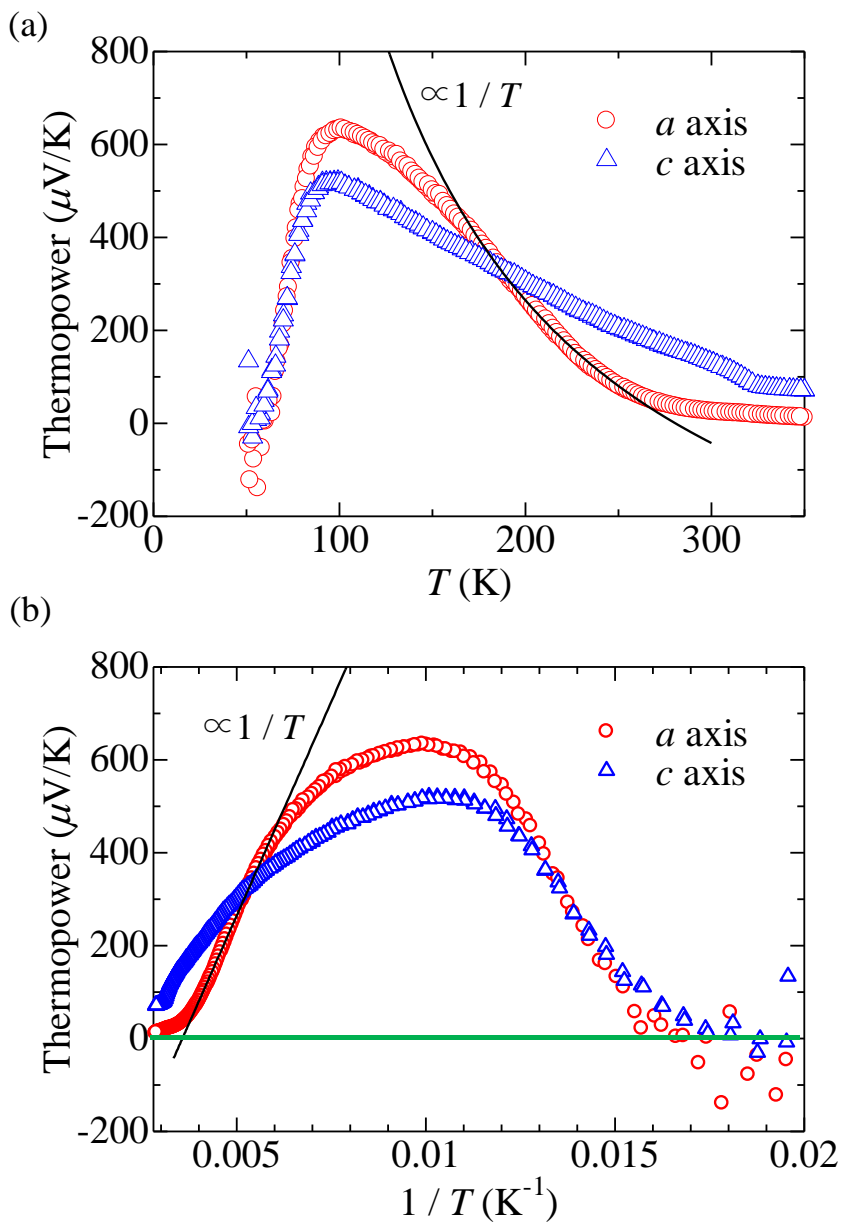 (a)
800
600
400
200
0
-200
Thermopower (μV/K)
∝1 / T
a axis
c axis
0
100
200
300
T (K)
(b)
800
600
400
200
0
-200
Thermopower (μV/K)
∝1 / T
a axis
c axis
0.005
0.01
0.015
0.02
1 / T (K⁻¹)